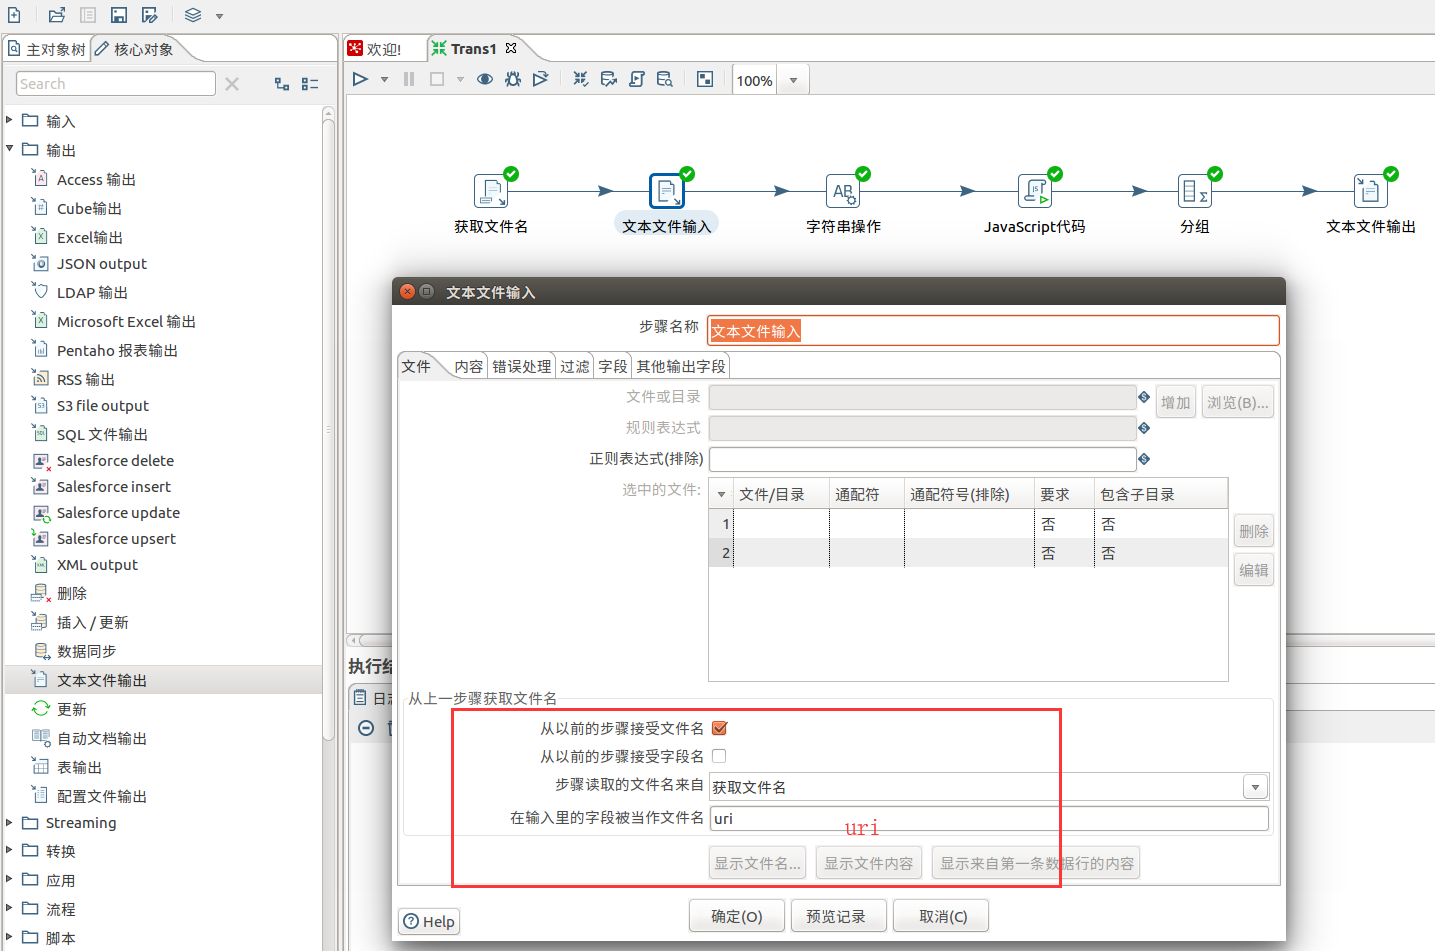 主对象树
核心对象
欢迎!
Trans1
Search
100%
输入
输出
Access 输出
Cube输出
Excel输出
JSON output
LDAP 输出
Microsoft Excel 输出
Pentaho 报表输出
RSS 输出
S3 file output
SQL 文件输出
Salesforce delete
Salesforce insert
Salesforce update
Salesforce upsert
XML output
删除
插入 / 更新
数据同步
文本文件输出
更新
自动文档输出
表输出
配置文件输出
Streaming
转换
应用
流程
脚本
获取文件名
文本文件输入
字符串操作
JavaScript代码
分组
文本文件输出
执行结
日志
文本文件输入
步骤名称
文本文件输入
文件
内容
错误处理
过滤
字段
其他输出字段
文件或目录
增加
浏览(B)...
规则表达式
正则表达式(排除)
选中的文件:
文件/目录
通配符
通配符号(排除)
要求
包含子目录
1
否
否
2
否
否
删除
编辑
从上一步骤获取文件名
从以前的步骤接受文件名
从以前的步骤接受字段名
步骤读取的文件名来自
获取文件名
在输入里的字段被当作文件名
uri
uri
显示文件名...
显示文件内容
显示来自第一条数据行的内容
Help
确定(O)
预览记录
取消(C)